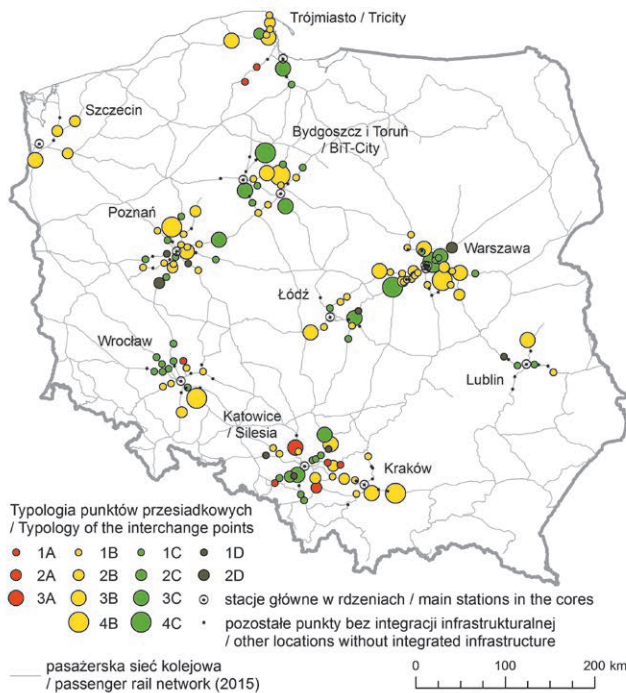 Trójmiasto / Tricity
Szczecin
Bydgoszcz i Toruń
/ BiT-City
Poznań
Warszawa
Łódź
Wrocław
Lublin
Katowice
/ Silesia
Kraków
Typologia punktów przesiadkowych
/ Typology of the interchange points
1A 1B 1C 1D
2A 2B 2C 2D
3A 3B 3C stacje główne w rdzeniach / main stations in the cores
4B 4C pozostałe punkty bez integracji infrastrukturalnej
/ other locations without integrated infrastructure
pasażerska sieć kolejowa
/ passenger rail network (2015)
0 50 100 200 km